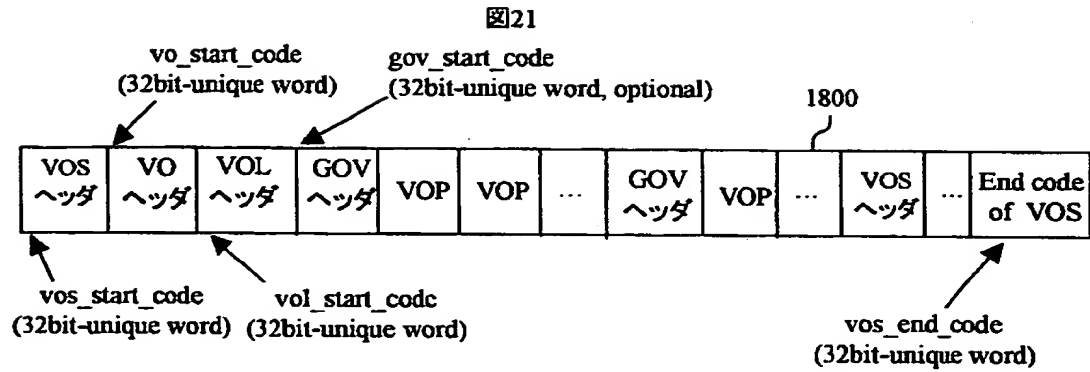 図21
vo_start_code
(32bit-unique word)
gov_start_code
(32bit-unique word, optional)
1800
VOS
ヘッダ
VO
ヘッダ
VOL
ヘッダ
GOV
ヘッダ
VOP
VOP
...
GOV
ヘッダ
VOP
...
VOS
ヘッダ
...
End code
of VOS
vos_start_code
(32bit-unique word)
vol_start_code
(32bit-unique word)
vos_end_code
(32bit-unique word)